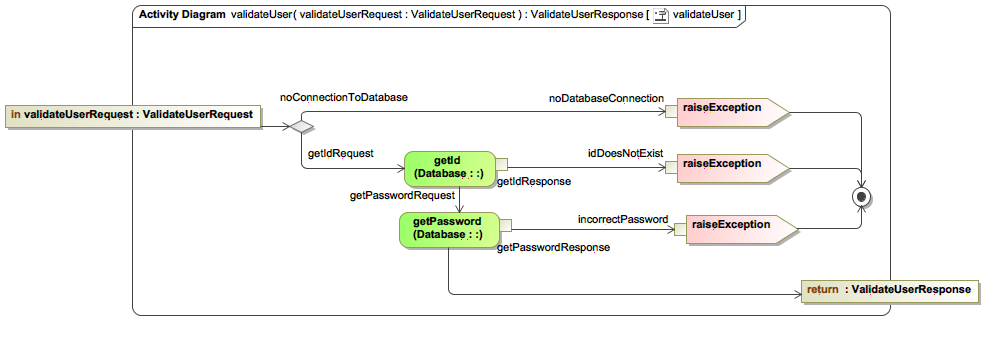 Activity Diagram validateUser( validateUserRequest : ValidateUserRequest ) : ValidateUserResponse [ validateUser ]
noConnectionToDatabase
noDatabaseConnection
raiseException
in validateUserRequest : ValidateUserRequest
getIdRequest
getId
(Database : :)
idDoesNotExist
raiseException
getIdResponse
getPasswordRequest
getPassword
(Database : :)
incorrectPassword
raiseException
getPasswordResponse
return : ValidateUserResponse